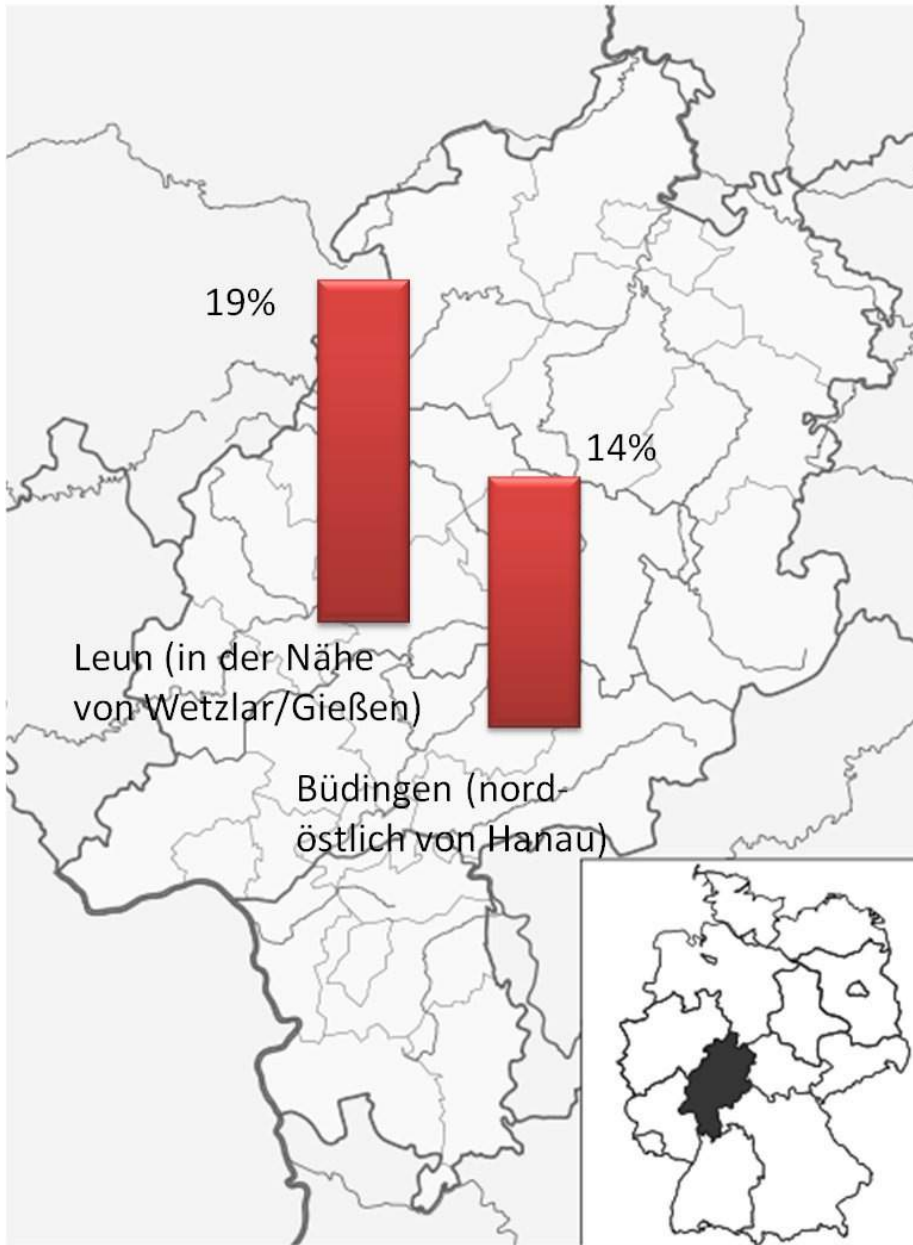 19%
14%
Leun (in der Nähe
von Wetzlar/Gießen)
Büdingen (nord-
östlich von Hanau)